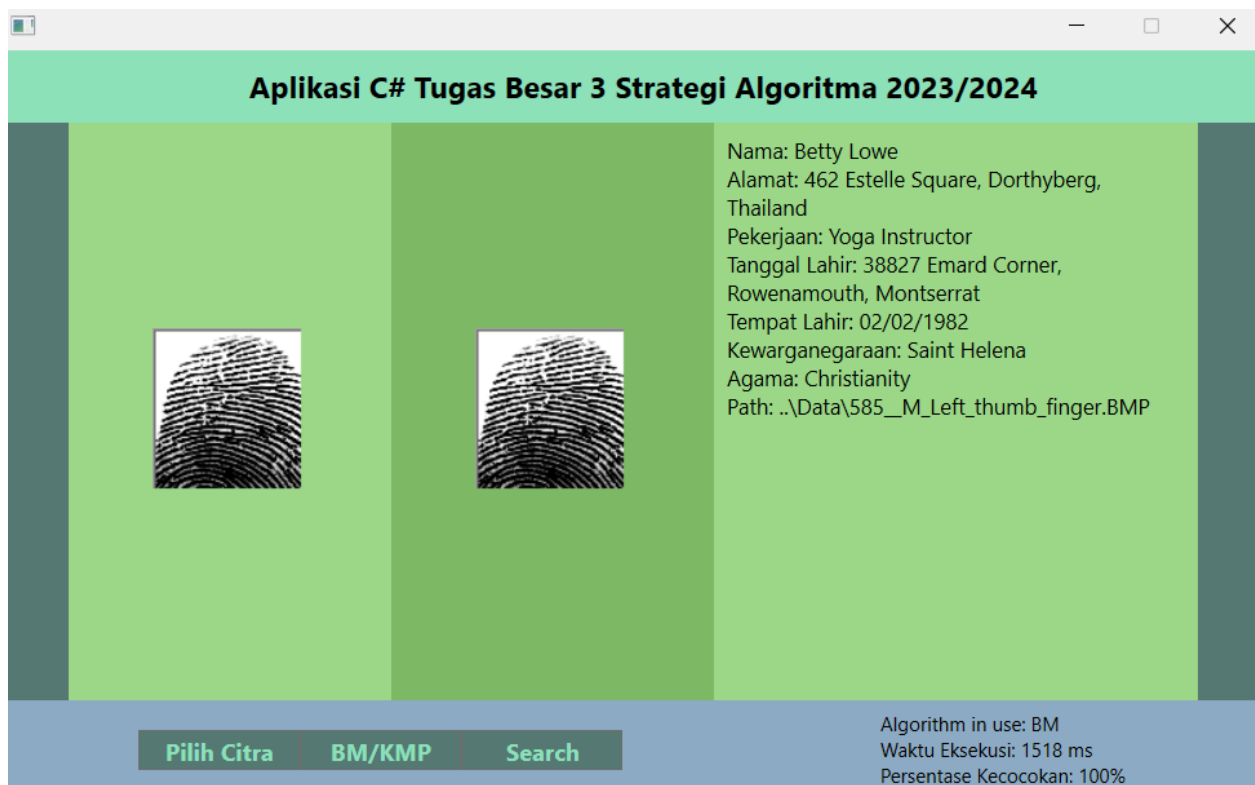 Aplikasi C# Tugas Besar 3 Strategi Algoritma 2023/2024
Nama: Betty Lowe
Alamat: 462 Estelle Square, Dorthyberg,
Thailand
Pekerjaan: Yoga Instructor
Tanggal Lahir: 38827 Emard Corner,
Rowenamouth, Montserrat
Tempat Lahir: 02/02/1982
Kewarganegaraan: Saint Helena
Agama: Christianity
Path: ..\Data\585__M_Left_thumb_finger.BMP
Pilih Citra
BM/KMP
Search
Algorithm in use: BM
Waktu Eksekusi: 1518 ms
Persentase Kecocokan: 100%